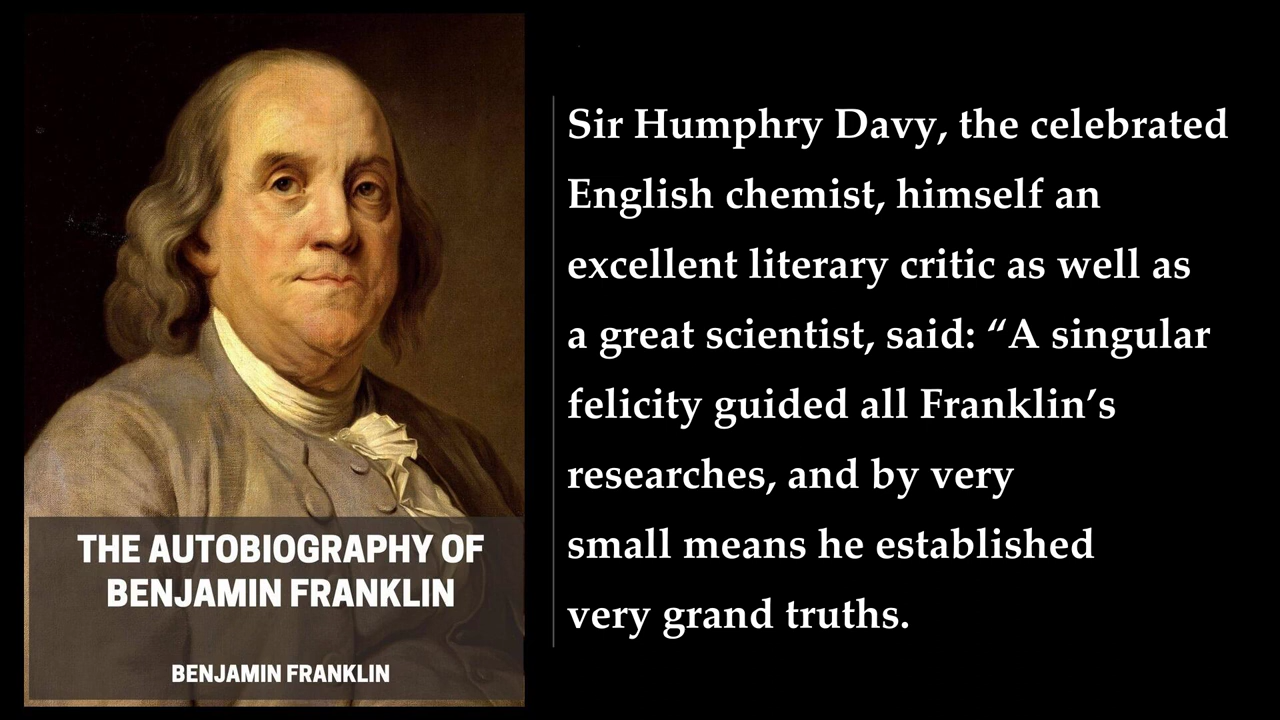 THE AUTOBIOGRAPHY OF
BENJAMIN FRANKLIN
BENJAMIN FRANKLIN
Sir Humphry Davy, the celebrated
English chemist, himself an
excellent literary critic as well as
a great scientist, said: “A singular
felicity guided all Franklin’s
researches, and by very
small means he established
very grand truths.